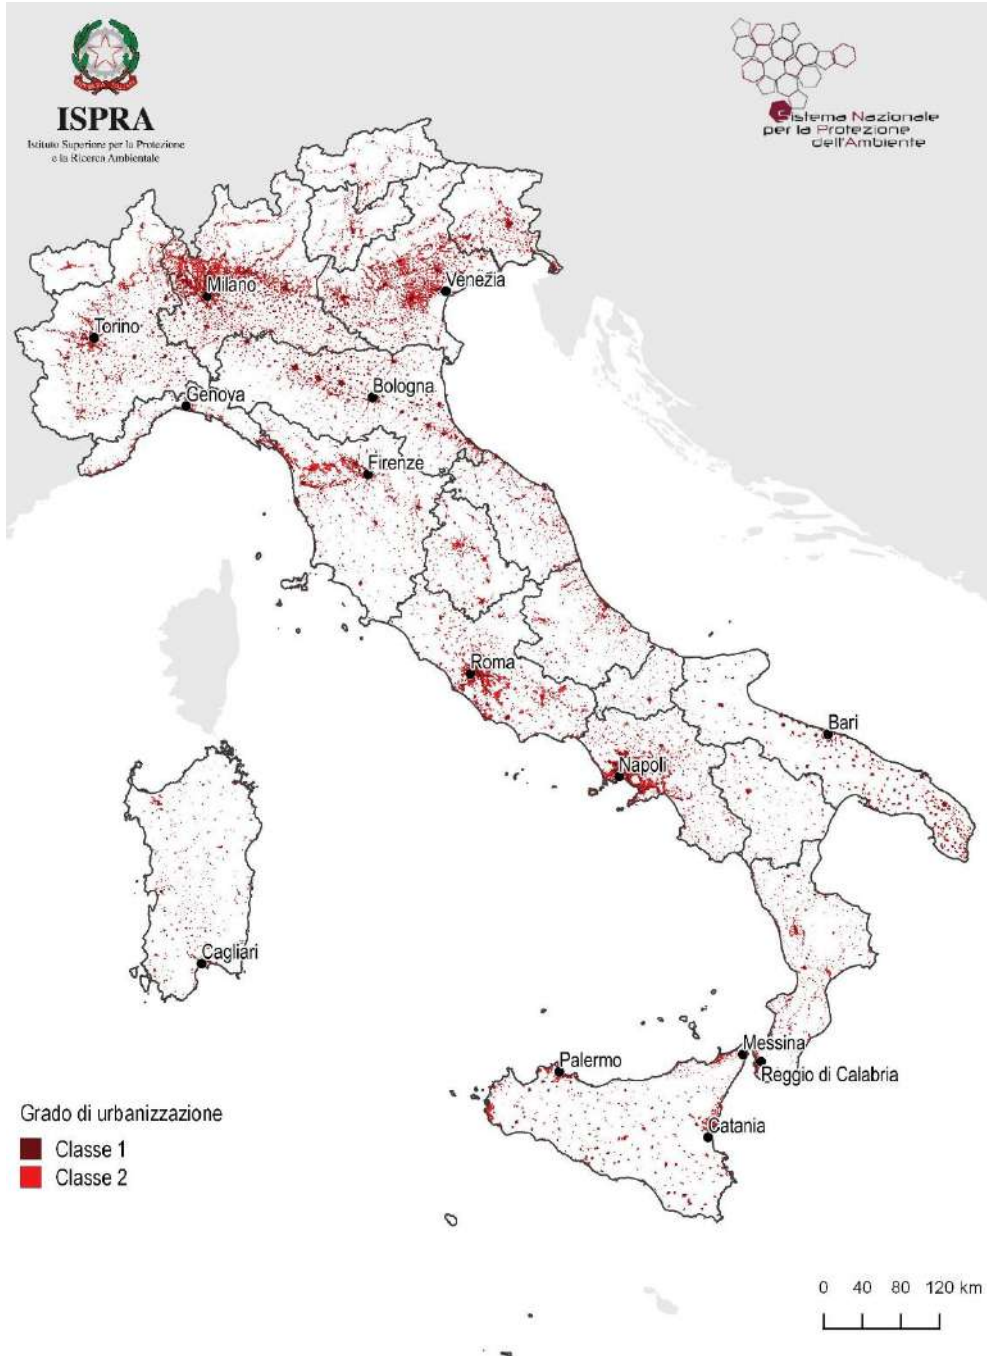 ISPRA
Istituto Superiore per la Protezione
e la Ricerca Ambientale
Sistema Nazionale
per la Protezione
dell'Ambiente
Milano
Venezia
Torino
Bologna
Genova
Firenze
Roma
Bari
Napoli
Cagliari
Messina
Palermo
Reggio di Calabria
Catania
Grado di urbanizzazione
Classe 1
Classe 2
0 40 80 120 km